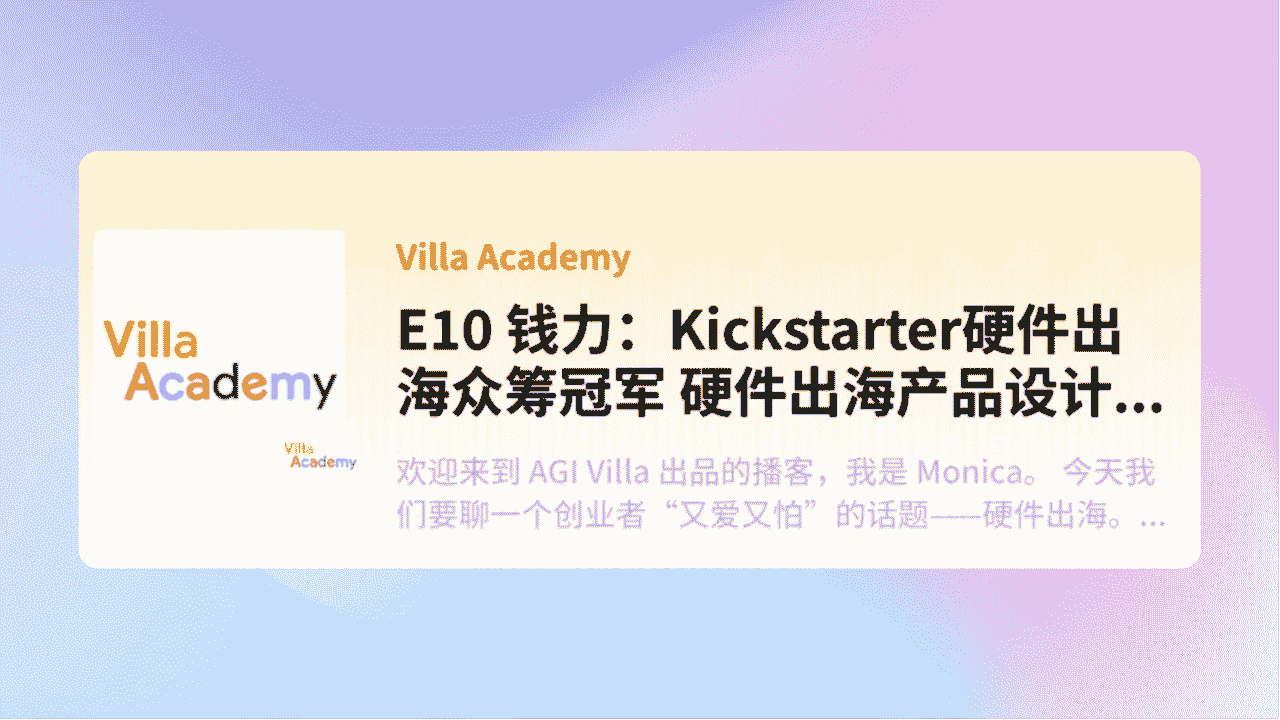 Villa Academy
E10 钱力：Kickstarter硬件出
海众筹冠军 硬件出海产品设计...
欢迎来到 AGI Villa 出品的播客，我是 Monica。 今天我
们要聊一个创业者“又爱又怕”的话题——硬件出海。...
Villa
Academy
Villa
Academy